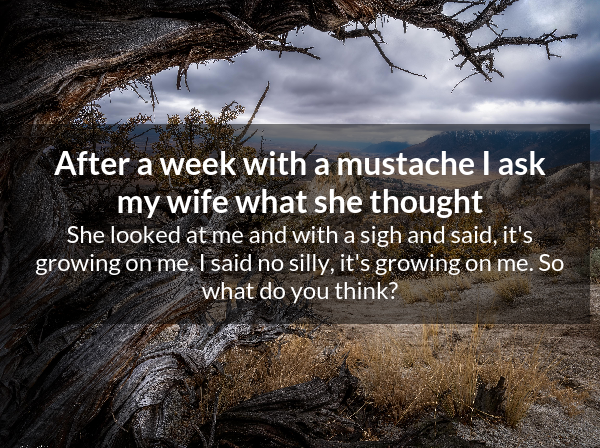 After a week with a mustache I ask
my wife what she thought
She looked at me and with a sigh and said, it's
growing on me. I said no silly, it's growing on me. So
what do you think?